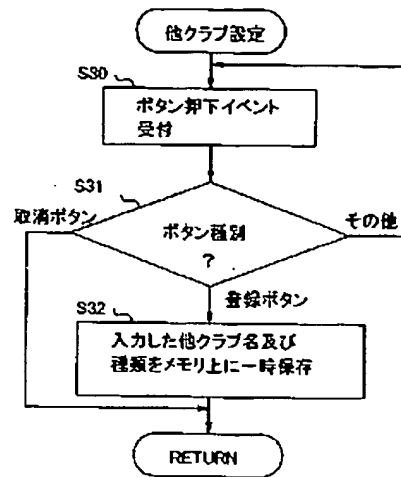 他クラブ設定
S30
ボタン押下イベント
受付
S31
取消ボタン
ボタン種別
?
その他
登録ボタン
S32
入力した他クラブ名及び
種類をメモリ上に一時保存
RETURN